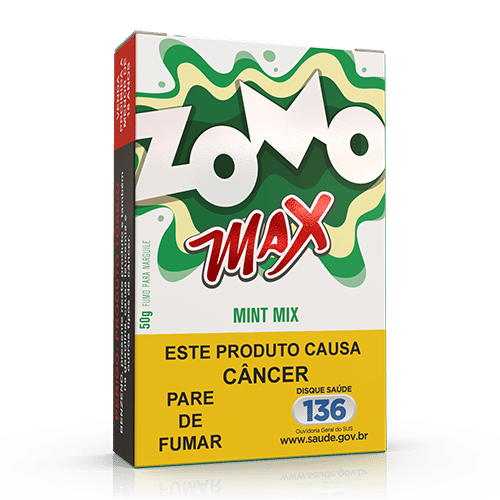 ZOMO
MAX
MINT MIX
50g FUMO PARA NARGUILE
ESTE PRODUTO CAUSA
CÂNCER
PARE
DE
FUMAR
DISQUE SAÚDE
136
Ouvidoria Geral do SUS
www.saude.gov.br
VENDA